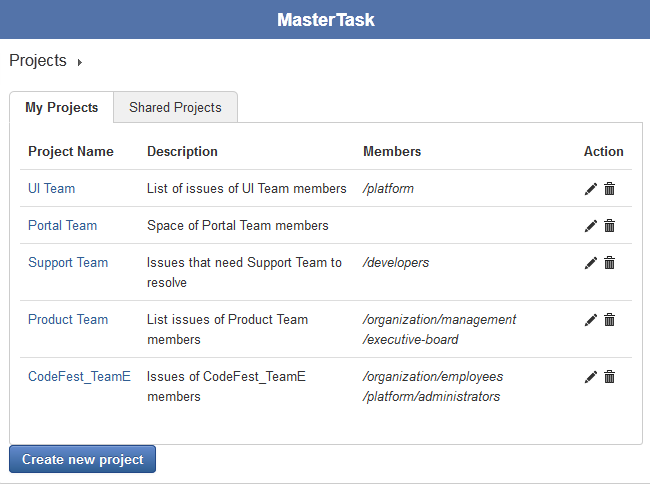 MasterTask
Projects
My Projects Shared Projects
Project Name Description Members Action
UI Team List of issues of UI Team members /platform
Portal Team Space of Portal Team members
Support Team Issues that need Support Team to /developers
resolve
Product Team List issues of Product Team /organization/management
members /executive-board
CodeFest_TeamE Issues of CodeFest_TeamE /organization/employees
members /platform/administrators
Create new project